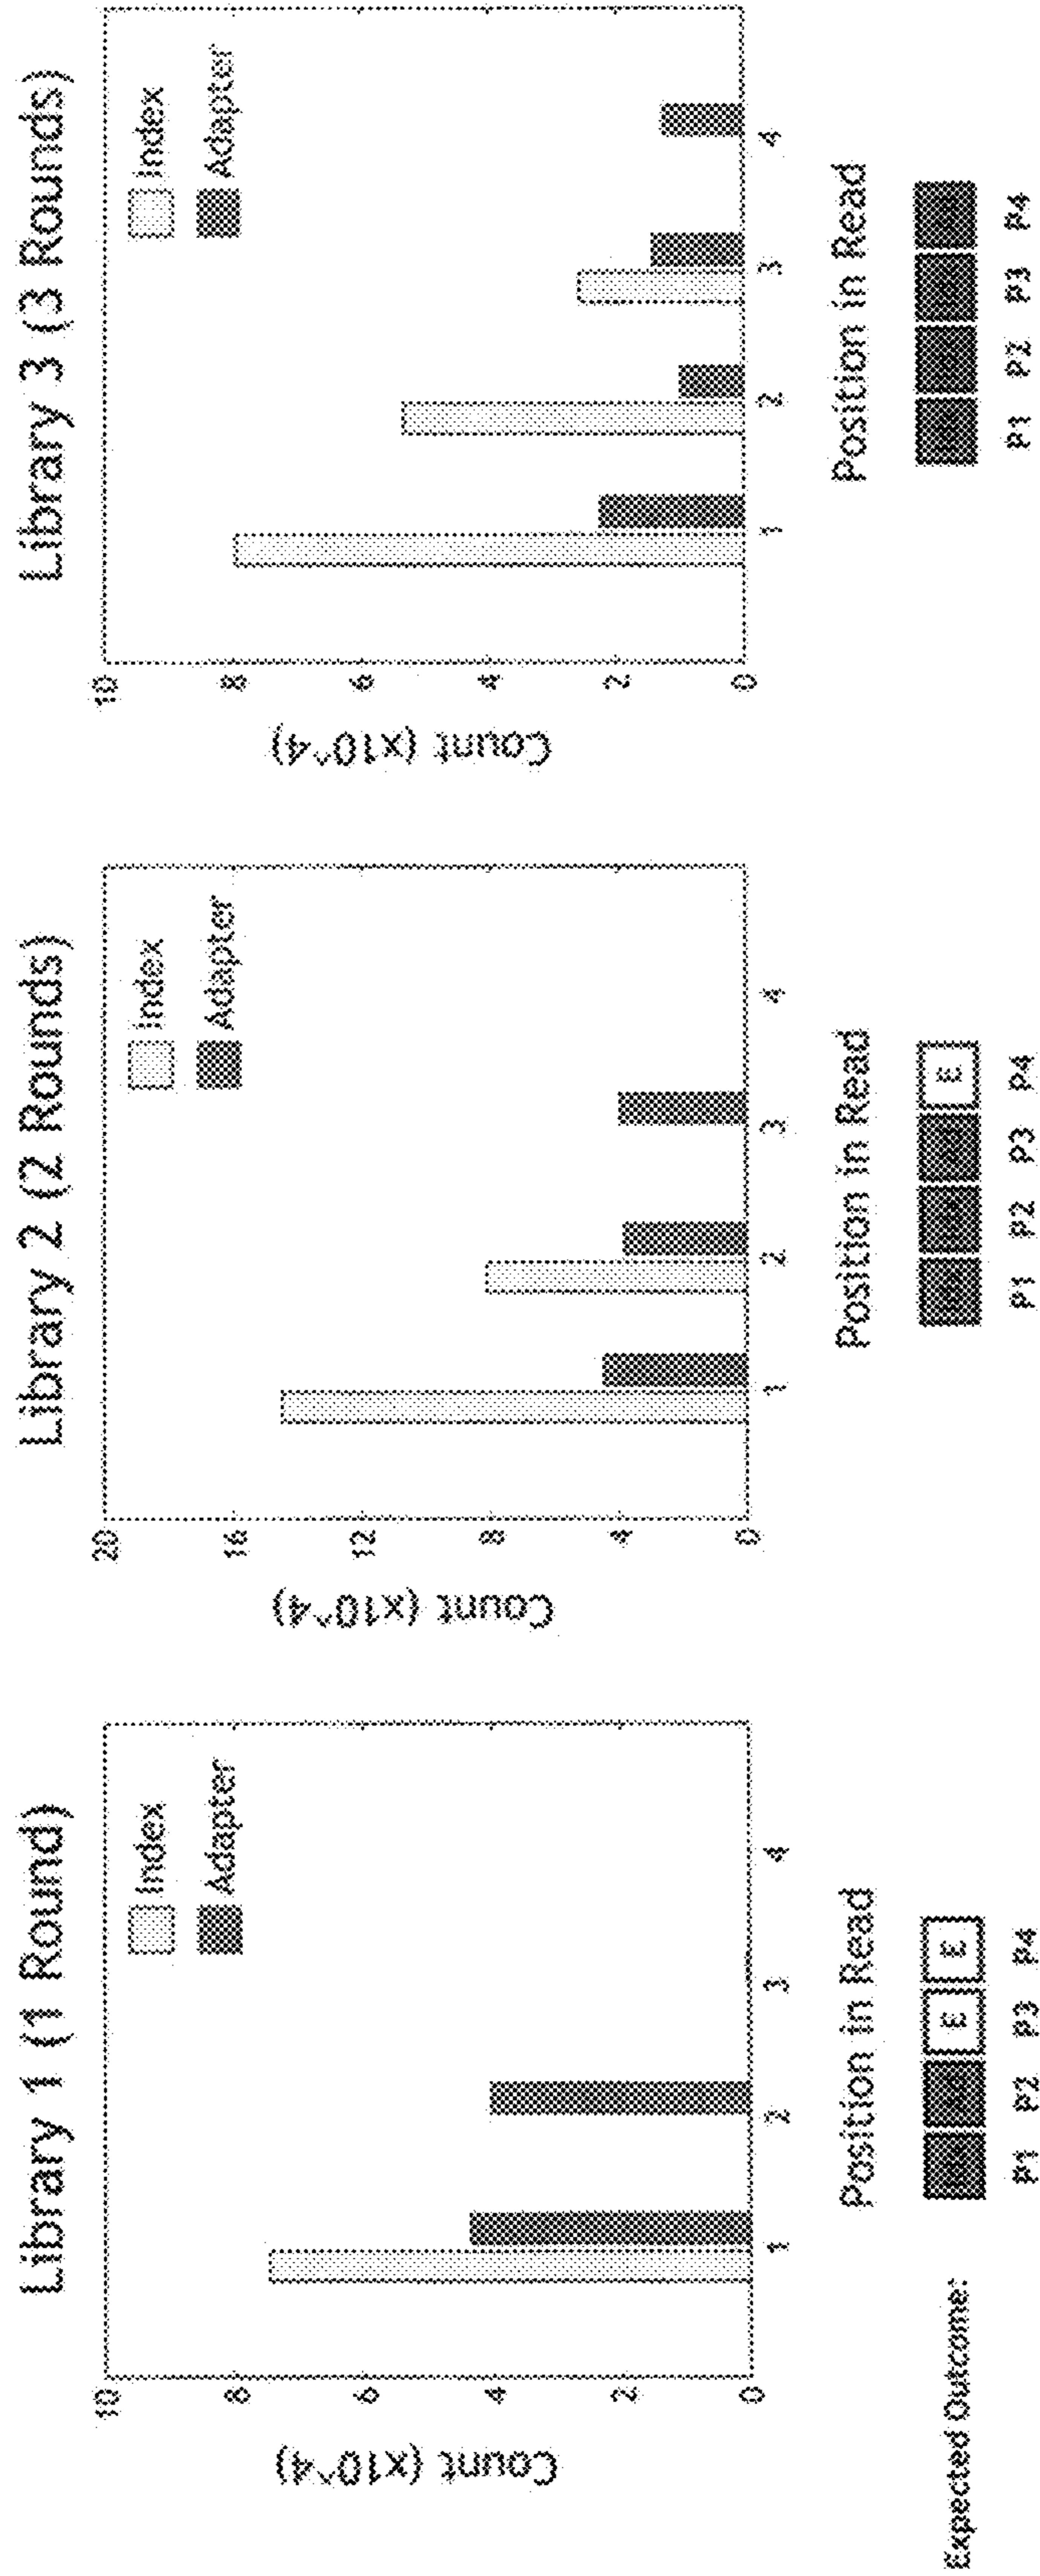 Library 1 (1 Round)
Count (x10^4)
10
8
6
4
2
0
Index
Adapter
1 2 3 4
Position in Read
Expected Outcome:
E E
P1 P2 P3 P4
Library 2 (2 Rounds)
Count (x10^4)
20
16
12
8
4
0
Index
Adapter
1 2 3 4
Position in Read
E
P1 P2 P3 P4
Library 3 (3 Rounds)
Count (x10^4)
10
8
6
4
2
0
Index
Adapter
1 2 3 4
Position in Read
P1 P2 P3 P4